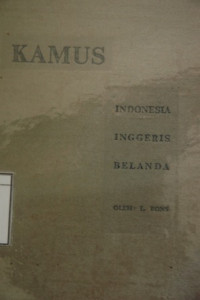 KAMUS
INDONESIA
INGGERIS
BELANDA
OLEH: